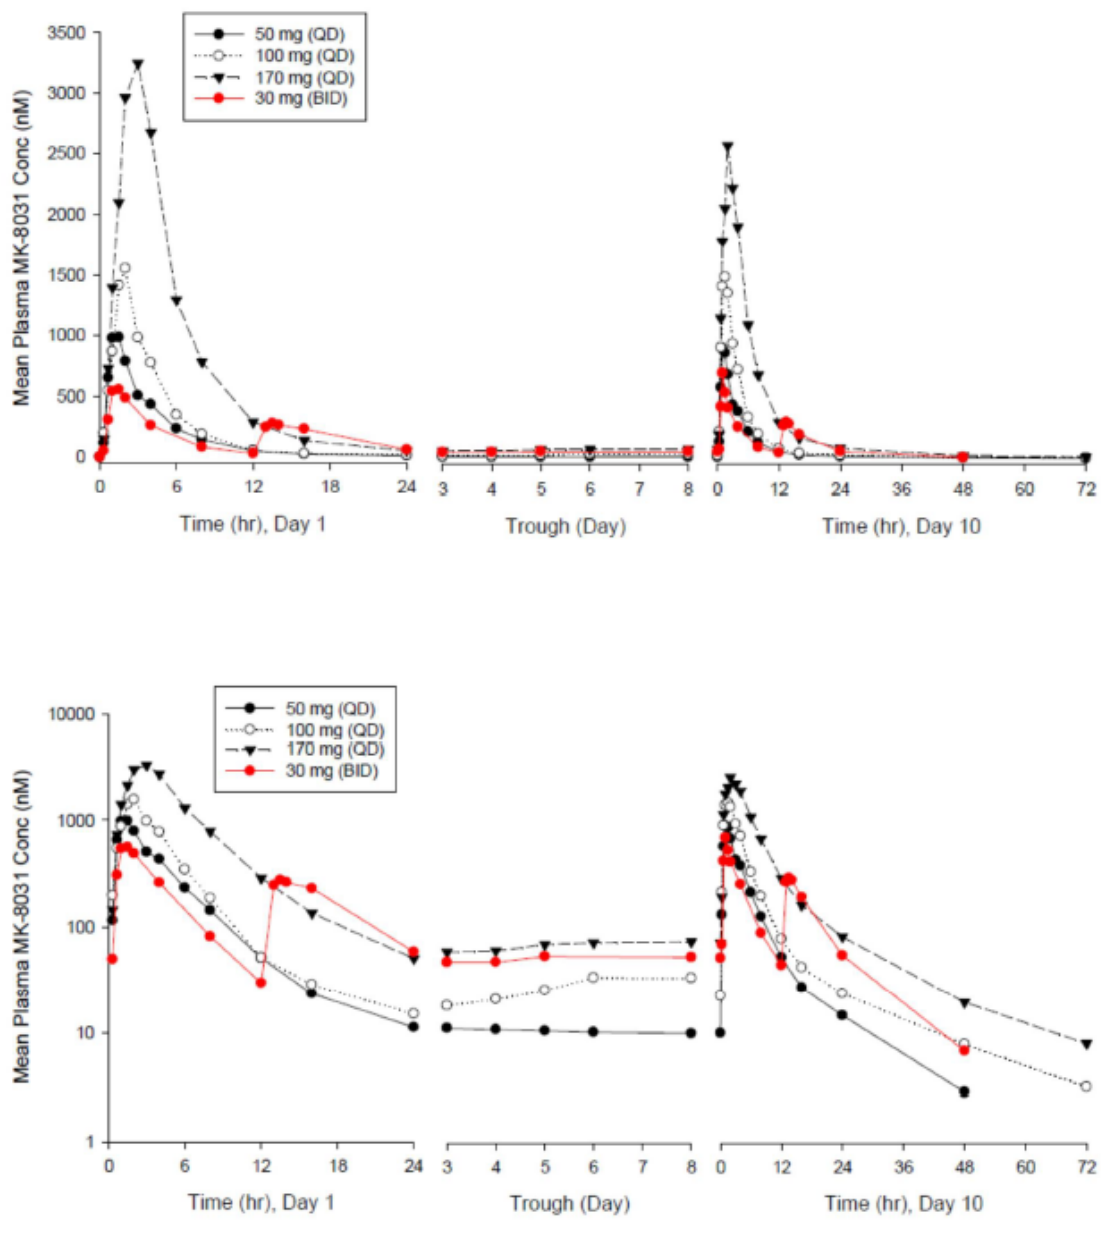 50 mg (QD)
100 mg (QD)
170 mg (QD)
30 mg (BID)
Mean Plasma MK-8031 Conc (nM)
3500
3000
2500
2000
1500
1000
500
0
0 6 12 18 24
3 4 5 6 7 8
0 12 24 36 48 60 72
Time (hr), Day 1
Trough (Day)
Time (hr), Day 10
50 mg (QD)
100 mg (QD)
170 mg (QD)
30 mg (BID)
Mean Plasma MK-8031 Conc (nM)
10000
1000
100
10
1
0 6 12 18 24
3 4 5 6 7 8
0 12 24 36 48 60 72
Time (hr), Day 1
Trough (Day)
Time (hr), Day 10